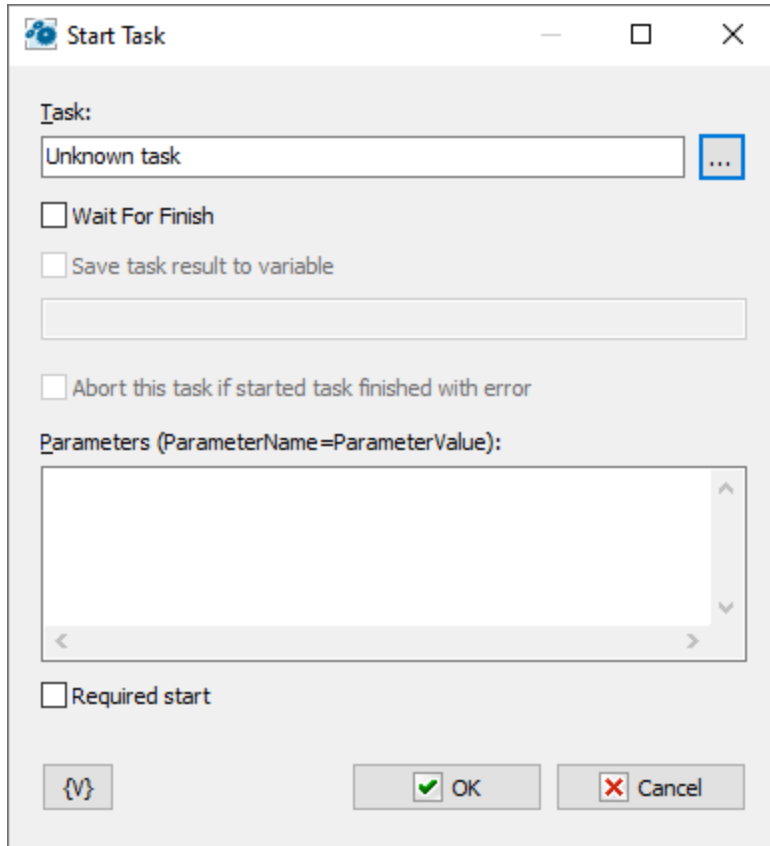 Start Task
Task:
Unknown task
...
Wait For Finish
Save task result to variable
Abort this task if started task finished with error
Parameters (ParameterName=ParameterValue):
Required start
{V}
OK
Cancel